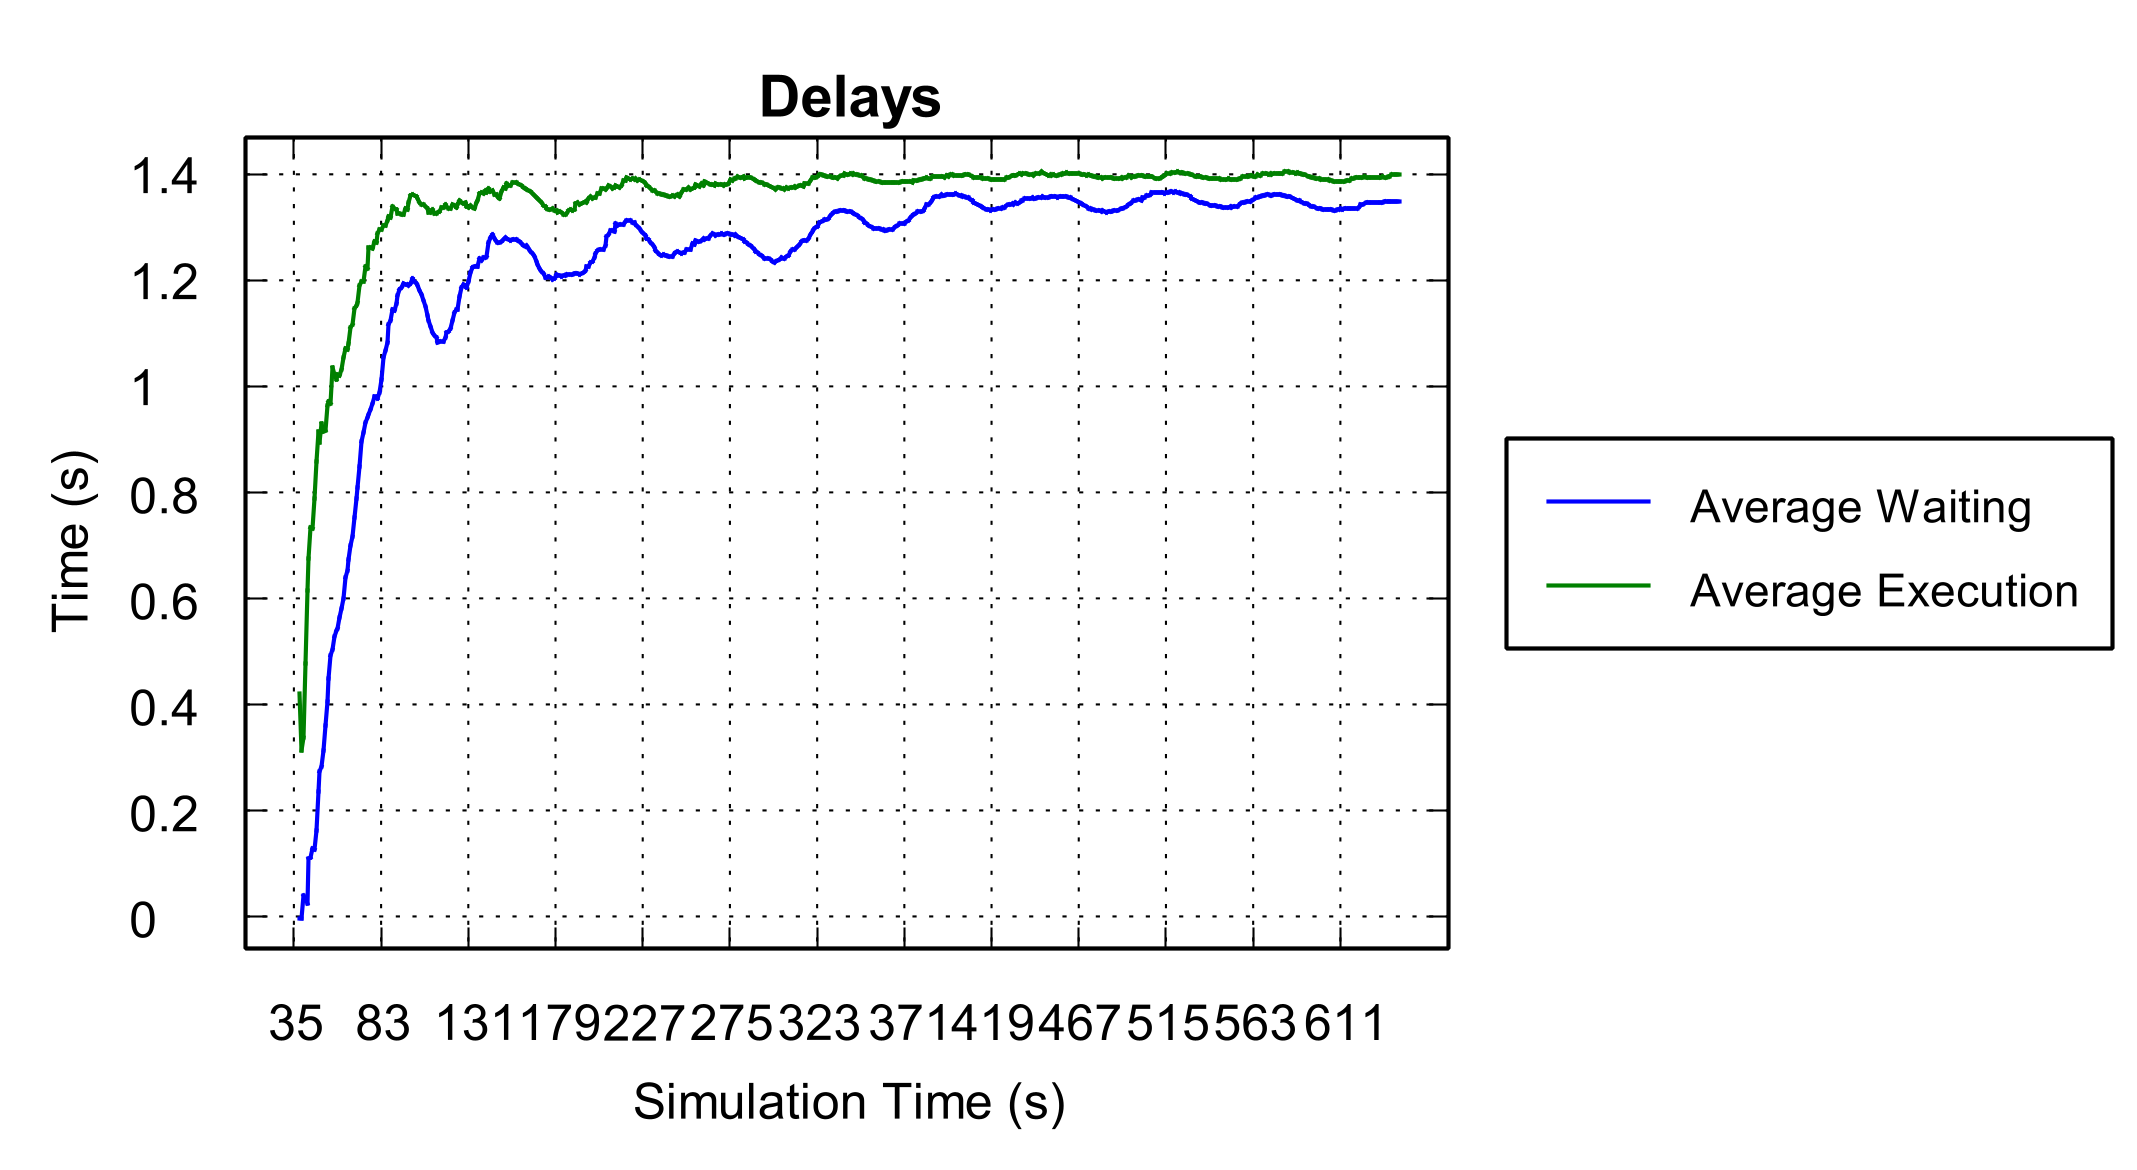 Delays
1.4
1.2
1
0.8
0.6
0.4
0.2
0
Time (s)
35 83 131 179 227 275 323 371 419 467 515 563 611
Simulation Time (s)
Average Waiting
Average Execution